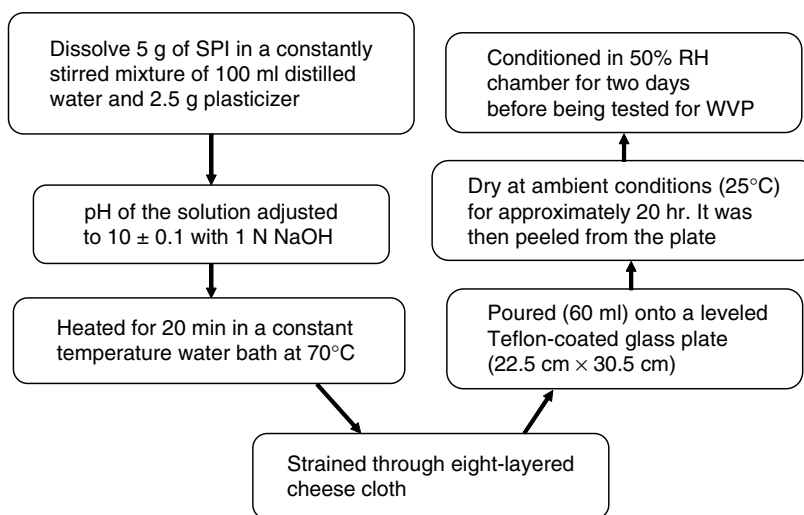 Dissolve 5 g of SPI in a constantly
stirred mixture of 100 ml distilled
water and 2.5 g plasticizer
pH of the solution adjusted
to 10 ± 0.1 with 1 N NaOH
Heated for 20 min in a constant
temperature water bath at 70°C
Strained through eight-layered
cheese cloth
Poured (60 ml) onto a leveled
Teflon-coated glass plate
(22.5 cm × 30.5 cm)
Dry at ambient conditions (25°C)
for approximately 20 hr. It was
then peeled from the plate
Conditioned in 50% RH
chamber for two days
before being tested for WVP